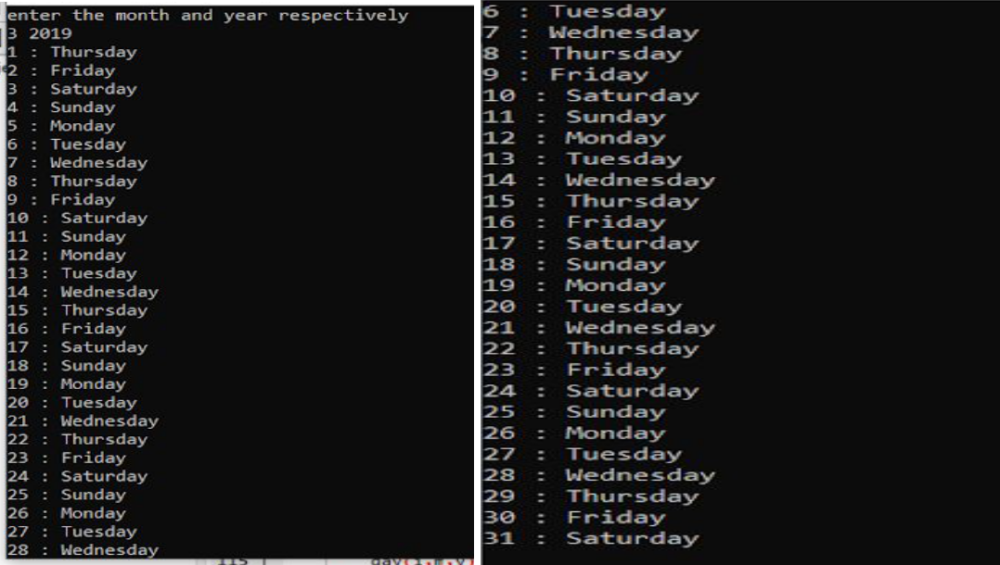 enter the month and year respectively
3 2019
1 : Thursday
2 : Friday
3 : Saturday
4 : Sunday
5 : Monday
6 : Tuesday
7 : Wednesday
8 : Thursday
9 : Friday
10 : Saturday
11 : Sunday
12 : Monday
13 : Tuesday
14 : Wednesday
15 : Thursday
16 : Friday
17 : Saturday
18 : Sunday
19 : Monday
20 : Tuesday
21 : Wednesday
22 : Thursday
23 : Friday
24 : Saturday
25 : Sunday
26 : Monday
27 : Tuesday
28 : Wednesday
6 : Tuesday
7 : Wednesday
8 : Thursday
9 : Friday
10 : Saturday
11 : Sunday
12 : Monday
13 : Tuesday
14 : Wednesday
15 : Thursday
16 : Friday
17 : Saturday
18 : Sunday
19 : Monday
20 : Tuesday
21 : Wednesday
22 : Thursday
23 : Friday
24 : Saturday
25 : Sunday
26 : Monday
27 : Tuesday
28 : Wednesday
29 : Thursday
30 : Friday
31 : Saturday